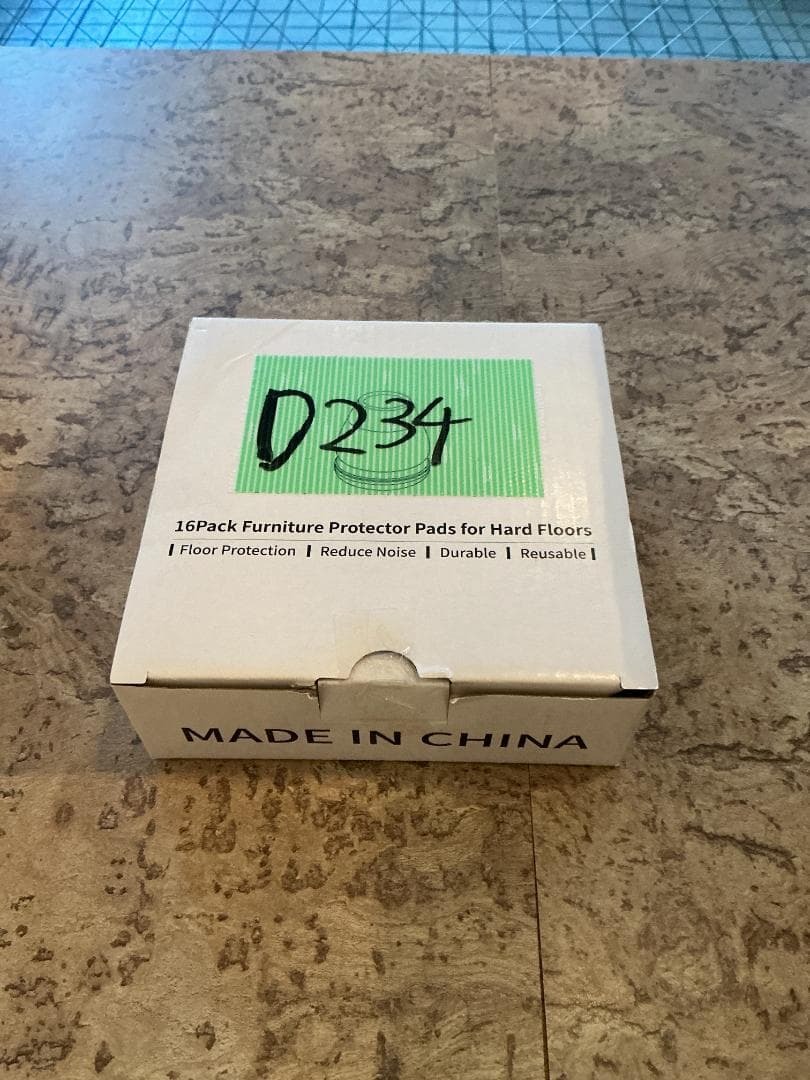 D234
16Pack Furniture Protector Pads for Hard Floors
Floor Protection | Reduce Noise | Durable | Reusable
MADE IN CHINA